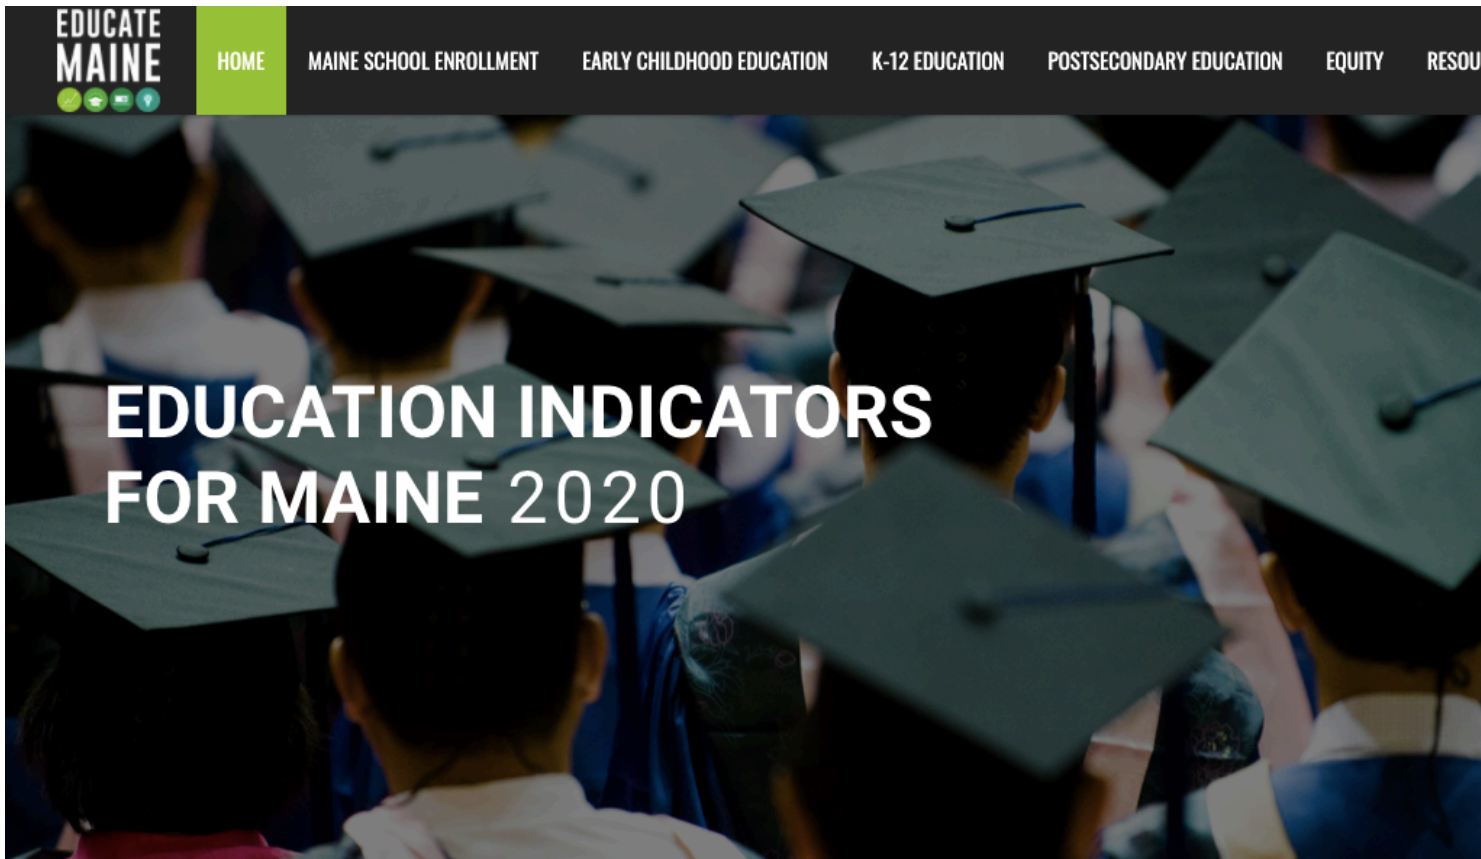 EDUCATE
MAINE
HOME
MAINE SCHOOL ENROLLMENT
EARLY CHILDHOOD EDUCATION
K-12 EDUCATION
POSTSECONDARY EDUCATION
EQUITY
RESOU
EDUCATION INDICATORS
FOR MAINE 2020